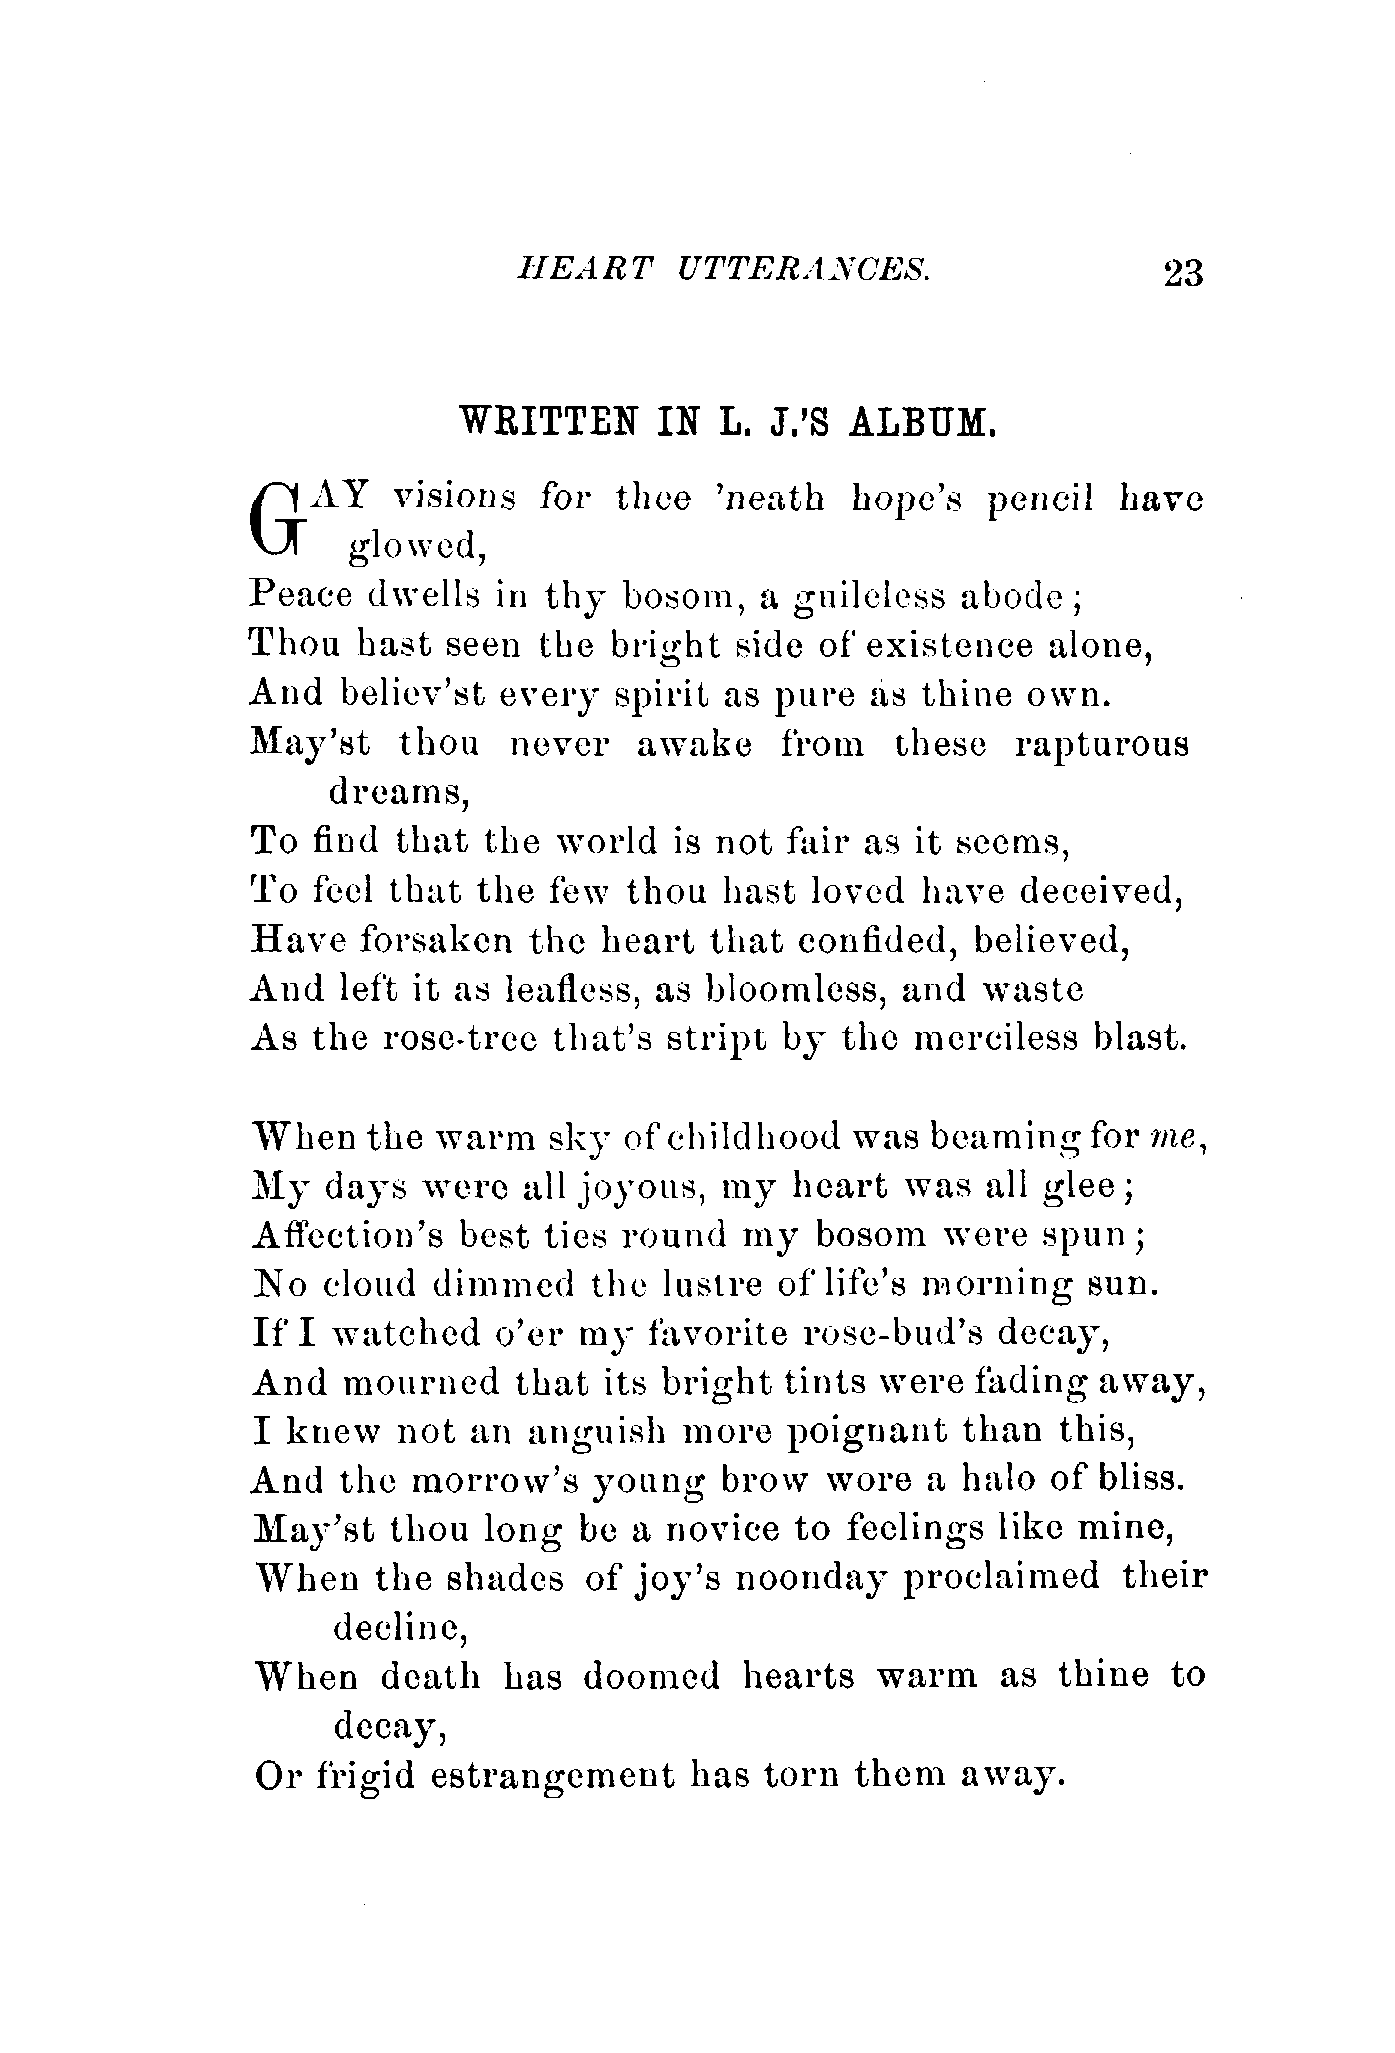 HEART UTTERANCES. 23
WRITTEN IN L. J.'S ALBUM.
GAY visions for thee 'neath hope's pencil have
glowed,
Peace dwells in thy bosom, a guileless abode;
Thou hast seen the bright side of existence alone,
And believ'st every spirit as pure as thine own.
May'st thou never awake from these rapturous
dreams,
To find that the world is not fair as it seems,
To feel that the few thou hast loved have deceived,
Have forsaken the heart that confided, believed,
And left it as leafless, as bloomless, and waste
As the rose-tree that's stript by the merciless blast.
When the warm sky of childhood was beaming for me,
My days were all joyous, my heart was all glee;
Affection's best ties round my bosom were spun;
No cloud dimmed the lustre of life's morning sun.
If I watched o'er my favorite rose-bud's decay,
And mourned that its bright tints were fading away,
I knew not an anguish more poignant than this,
And the morrow's young brow wore a halo of bliss.
May'st thou long be a novice to feelings like mine,
When the shades of joy's noonday proclaimed their
decline,
When death has doomed hearts warm as thine to
decay,
Or frigid estrangement has torn them away.